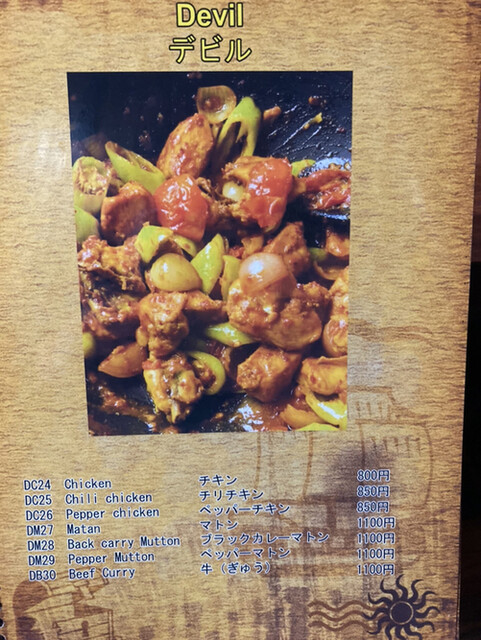 Devil
デビル
DC24 Chicken チキン 800円
DC25 Chili chicken チリチキン 850円
DC26 Pepper chicken ペッパーチキン 850円
DM27 Matan マトン 1100円
DM28 Back carry Mutton ブラックカレーマトン 1100円
DM29 Pepper Mutton ペッパーマトン 1100円
DB30 Beef Curry 牛（ぎゅう） 1100円